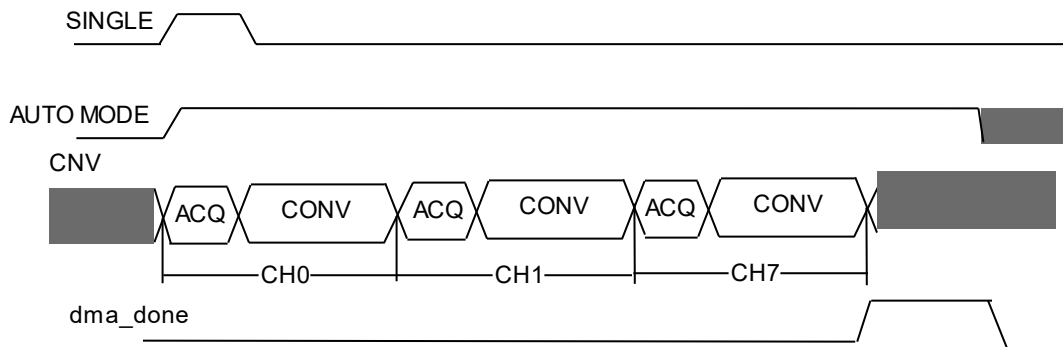 SINGLE
AUTO MODE
CNV
ACQ CONV ACQ CONV ACQ CONV
CH0 CH1 CH7
dma_done